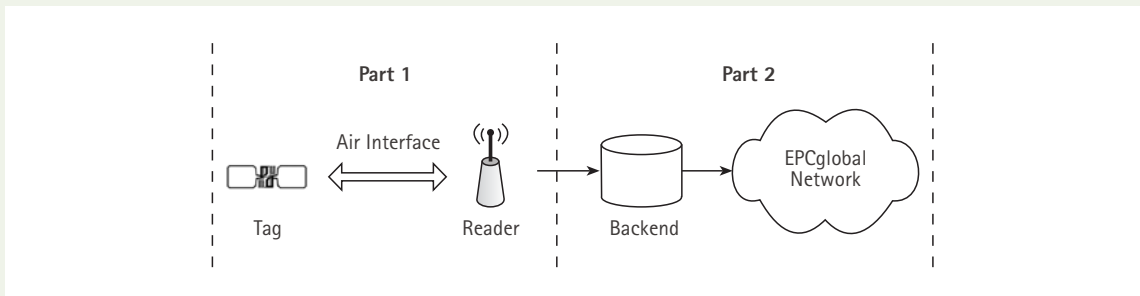 Part 1
Part 2
Air Interface
EPCglobal
Network
Tag
Reader
Backend